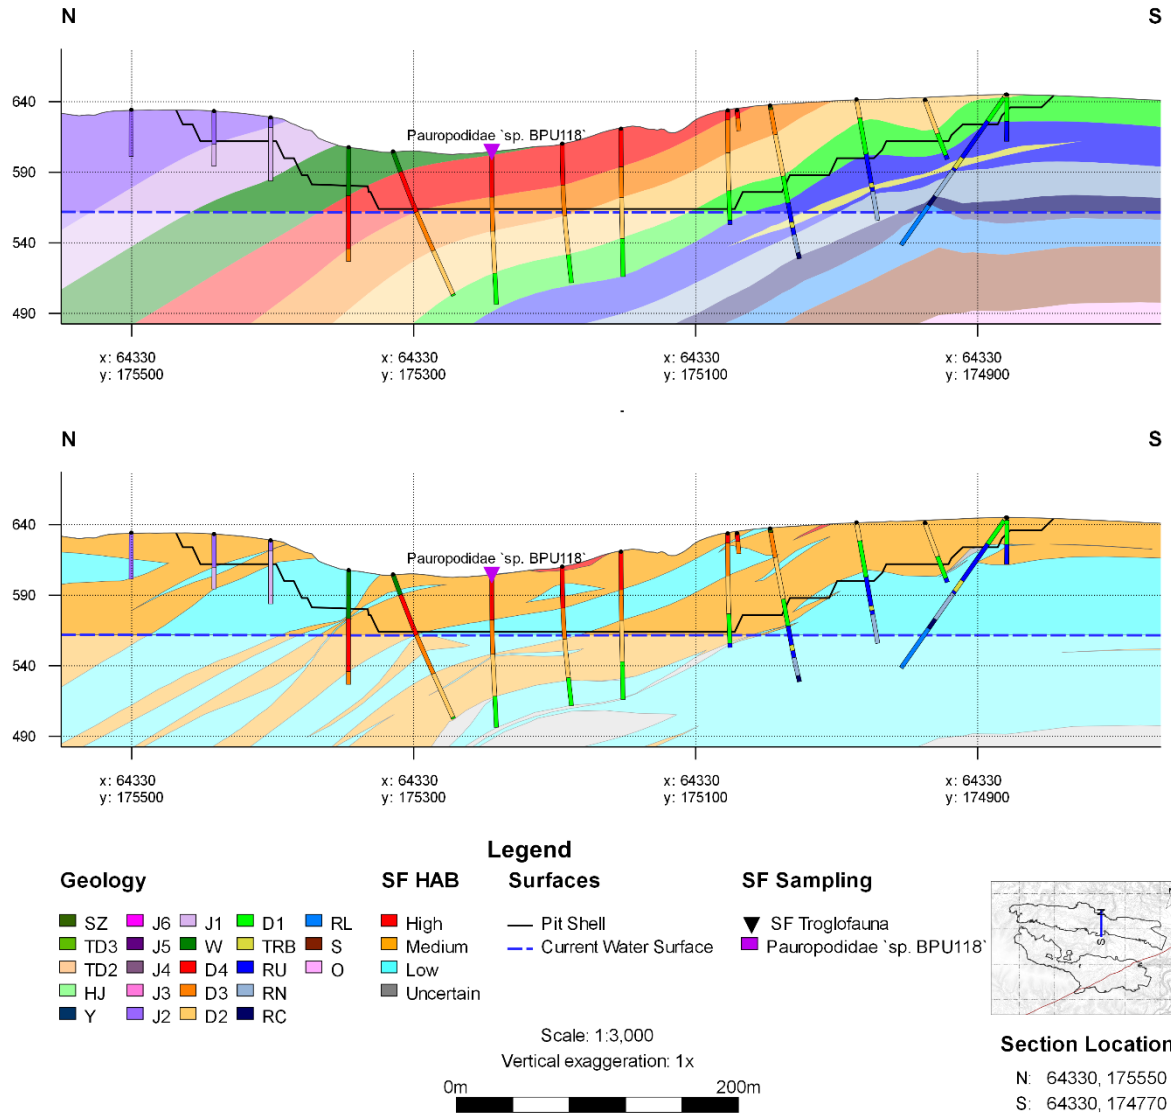 N S
640
Pauropodidae `sp. BPU118`
590
540
490
x: 64330 x: 64330 x: 64330 x: 64330
y: 175500 y: 175300 y: 175100 y: 174900
-
N S
640
Pauropodidae `sp. BPU118`
590
540
490
x: 64330 x: 64330 x: 64330 x: 64330
y: 175500 y: 175300 y: 175100 y: 174900
Legend
Geology SF HAB Surfaces SF Sampling
SZ J6 J1 D1 RL High Pit Shell SF Troglofauna
TD3 J5 W TRB S Medium Current Water Surface Pauropodidae `sp. BPU118`
TD2 J4 D4 RU O Low
HJ J3 D3 RN Uncertain
Y J2 D2 RC
Scale: 1:3,000
Vertical exaggeration: 1x
0m 200m
N
S
Section Location
N: 64330, 175550
S: 64330, 174770